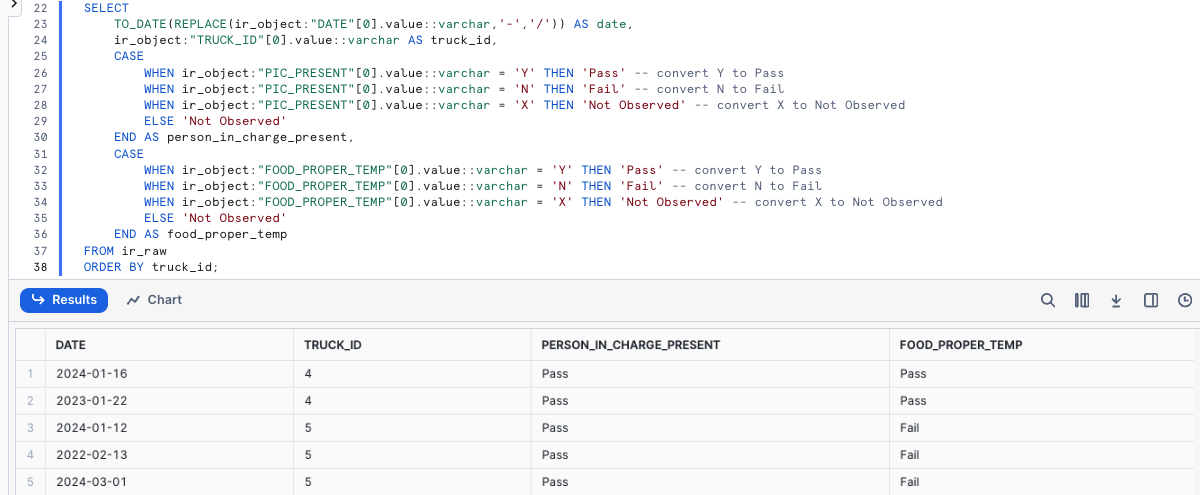 22 SELECT
23 TO_DATE(REPLACE(ir_object:"DATE"[0].value::varchar,'-','/')) AS date,
24 ir_object:"TRUCK_ID"[0].value::varchar AS truck_id,
25 CASE
26 WHEN ir_object:"PIC_PRESENT"[0].value::varchar = 'Y' THEN 'Pass' -- convert Y to Pass
27 WHEN ir_object:"PIC_PRESENT"[0].value::varchar = 'N' THEN 'Fail' -- convert N to Fail
28 WHEN ir_object:"PIC_PRESENT"[0].value::varchar = 'X' THEN 'Not Observed' -- convert X to Not Observed
29 ELSE 'Not Observed'
30 END AS person_in_charge_present,
31 CASE
32 WHEN ir_object:"FOOD_PROPER_TEMP"[0].value::varchar = 'Y' THEN 'Pass' -- convert Y to Pass
33 WHEN ir_object:"FOOD_PROPER_TEMP"[0].value::varchar = 'N' THEN 'Fail' -- convert N to Fail
34 WHEN ir_object:"FOOD_PROPER_TEMP"[0].value::varchar = 'X' THEN 'Not Observed' -- convert X to Not Observed
35 ELSE 'Not Observed'
36 END AS food_proper_temp
37 FROM ir_raw
38 ORDER BY truck_id;
Results Chart
DATE TRUCK_ID PERSON_IN_CHARGE_PRESENT FOOD_PROPER_TEMP
1 2024-01-16 4 Pass Pass
2 2023-01-22 4 Pass Pass
3 2024-01-12 5 Pass Fail
4 2022-02-13 5 Pass Fail
5 2024-03-01 5 Pass Fail